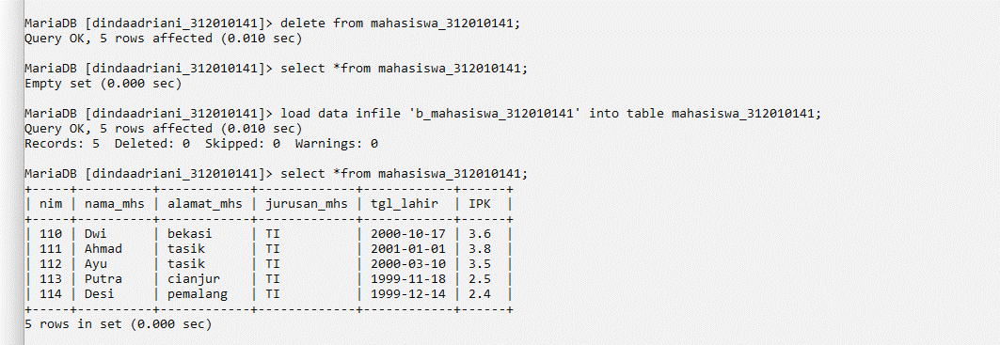 MariaDB [dindaadriani_312010141]> delete from mahasiswa_312010141;
Query OK, 5 rows affected (0.010 sec)
MariaDB [dindaadriani_312010141]> select *from mahasiswa_312010141;
Empty set (0.000 sec)
MariaDB [dindaadriani_312010141]> load data infile 'b_mahasiswa_312010141' into table mahasiswa_312010141;
Query OK, 5 rows affected (0.010 sec)
Records: 5  Deleted: 0  Skipped: 0  Warnings: 0
MariaDB [dindaadriani_312010141]> select *from mahasiswa_312010141;
+-----+----------+------------+-------------+------------+------+
| nim | nama_mhs | alamat_mhs | jurusan_mhs | tgl_lahir  | IPK  |
+-----+----------+------------+-------------+------------+------+
| 110 | Dwi      | bekasi     | TI          | 2000-10-17 | 3.6  |
| 111 | Ahmad    | tasik      | TI          | 2001-01-01 | 3.8  |
| 112 | Ayu      | tasik      | TI          | 2000-03-10 | 3.5  |
| 113 | Putra    | cianjur    | TI          | 1999-11-18 | 2.5  |
| 114 | Desi     | pemalang   | TI          | 1999-12-14 | 2.4  |
+-----+----------+------------+-------------+------------+------+
5 rows in set (0.000 sec)